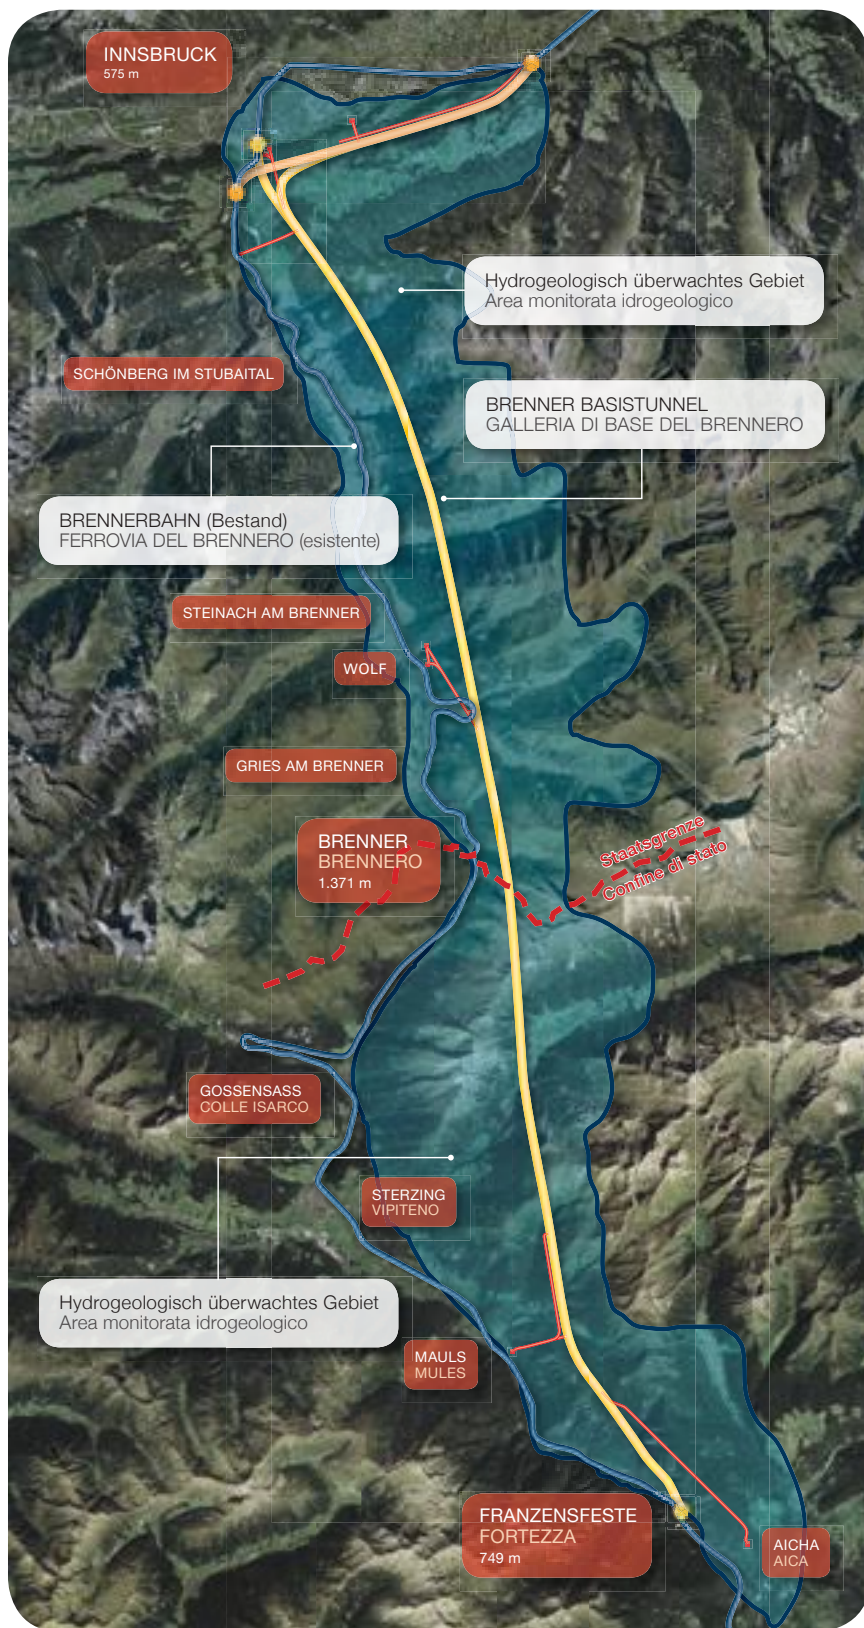 INNSBRUCK
575 m
Hydrogeologisch überwachtes Gebiet
Area monitorata idrogeologico
SCHÖNBERG IM STUBAITAL
BRENNER BASISTUNNEL
GALLERIA DI BASE DEL BRENNERO
BRENNERBAHN (Bestand)
FERROVIA DEL BRENNERO (esistente)
STEINACH AM BRENNER
WOLF
GRIES AM BRENNER
BRENNER
BRENNERO
1.371 m
Staatsgrenze
Confine di stato
GOSSENSASS
COLLE ISARCO
STERZING
VIPITENO
Hydrogeologisch überwachtes Gebiet
Area monitorata idrogeologico
MAULS
MULES
FRANZENSFESTE
FORTEZZA
749 m
AICHA
AICA